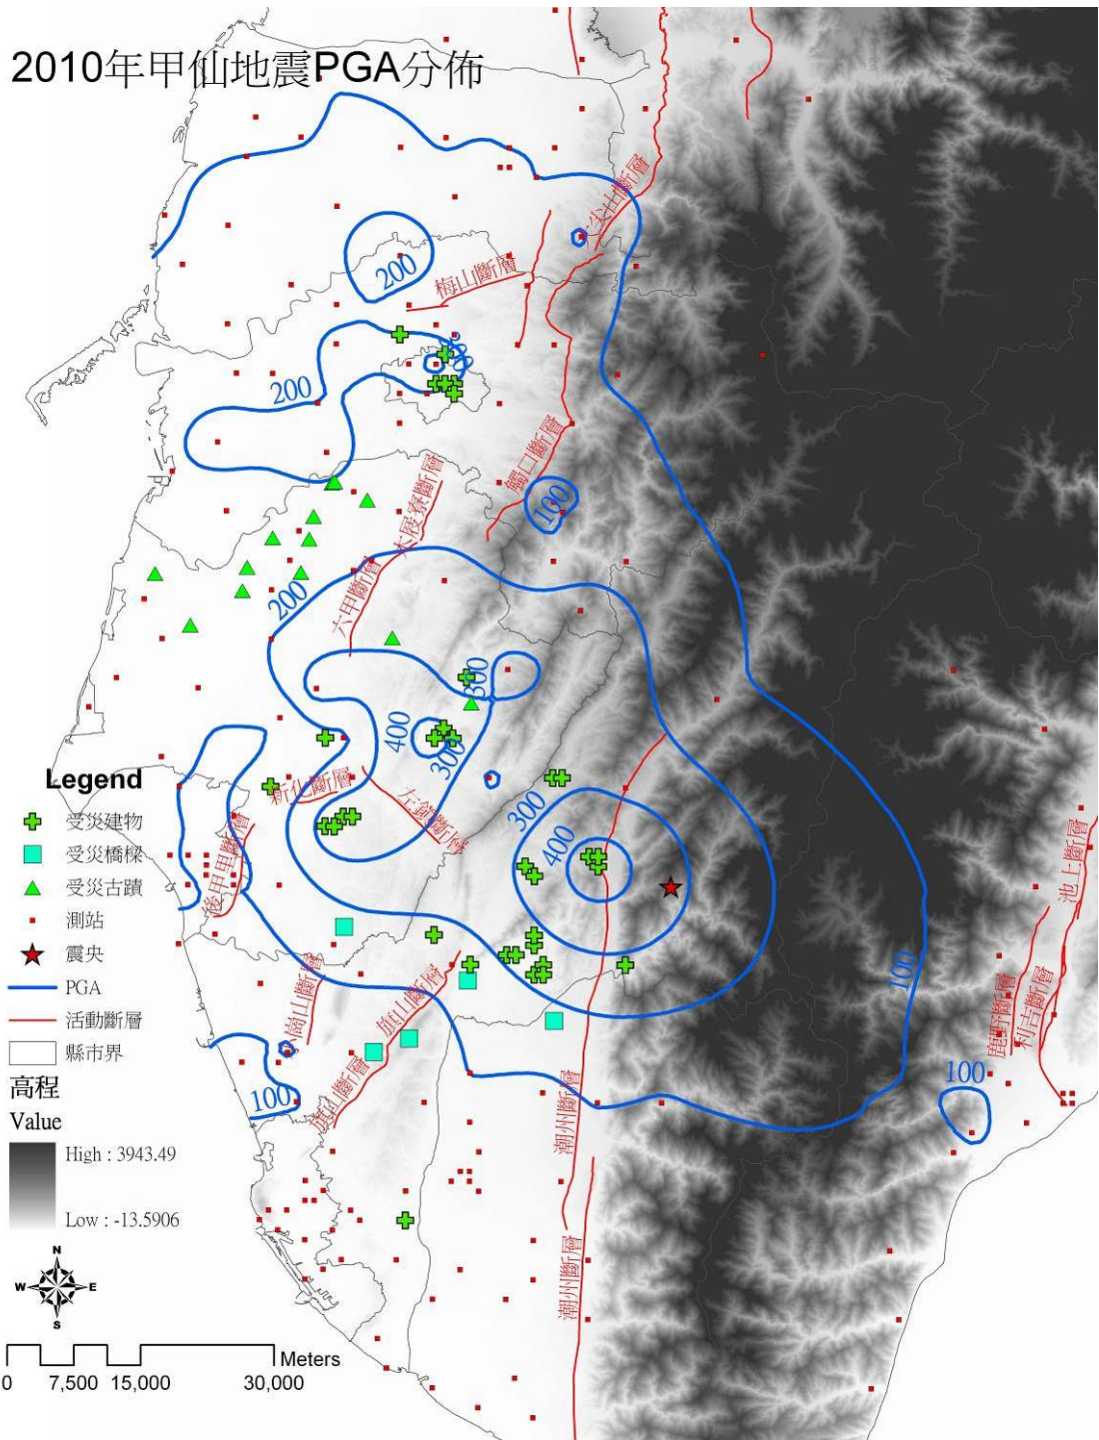 2010年甲仙地震PGA分佈
大尖山斷層
200
梅山斷層
300
200
觸口斷層
100
木屐寮斷層
200
六甲斷層
300
400
300
Legend
新化斷層
左鎮斷層
300
400
受災建物
受災橋樑
受災古蹟
後甲里斷層
測站
震央
PGA
活動斷層
縣市界
池上斷層
100
鹿野斷層
利吉斷層
小崗山斷層
旗山斷層
旗山斷層
100
100
高程
Value
High : 3943.49
Low : -13.5906
潮州斷層
潮州斷層
N
W
E
S
Meters
0
7,500
15,000
30,000